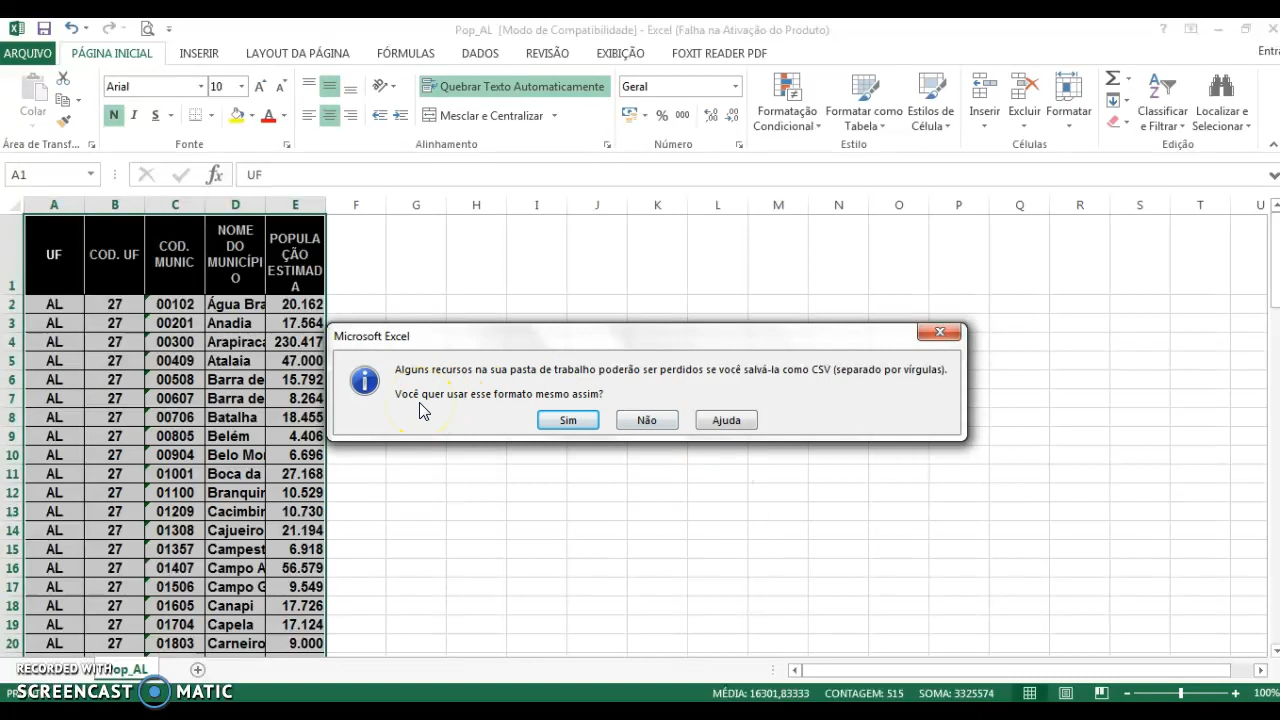 Pop_AL [Modo de Compatibilidade] - Excel (Falha na Ativação do Produto)
ARQUIVO PÁGINA INICIAL INSERIR LAYOUT DA PÁGINA FÓRMULAS DADOS REVISÃO EXIBIÇÃO FOXIT READER PDF Entra
Colar Arial 10 Quebrar Texto Automaticamente Geral Formatação Condicional Formatar como Tabela Estilos de Célula Inserir Excluir Formatar Classificar e Filtrar Localizar e Selecionar
N I S Mesclar e Centralizar % 000
Área de Transf... Fonte Alinhamento Número Estilo Células Edição
A1 fx UF
A B C D E F G H I J K L M N O P Q R S T U
1 UF COD. UF COD. MUNIC NOME DO MUNICÍPIO POPULAÇÃO ESTIMADA
2 AL 27 00102 Água Bra 20.162
3 AL 27 00201 Anadia 17.564
4 AL 27 00300 Arapiraca 230.417
5 AL 27 00409 Atalaia 47.000
6 AL 27 00508 Barra de 15.792
7 AL 27 00607 Barra de 8.264
8 AL 27 00706 Batalha 18.455
9 AL 27 00805 Belém 4.406
10 AL 27 00904 Belo Mo 6.696
11 AL 27 01001 Boca da 27.168
12 AL 27 01100 Branquin 10.529
13 AL 27 01209 Cacimbin 10.730
14 AL 27 01308 Cajueiro 21.194
15 AL 27 01357 Campest 6.918
16 AL 27 01407 Campo A 56.579
17 AL 27 01506 Campo G 9.549
18 AL 27 01605 Canapi 17.726
19 AL 27 01704 Capela 17.124
20 AL 27 01803 Carneiro 9.000
Microsoft Excel
Alguns recursos na sua pasta de trabalho poderão ser perdidos se você salvá-la como CSV (separado por vírgulas).
Você quer usar esse formato mesmo assim?
Sim Não Ajuda
Pop_AL
RECORDED WITH
SCREENCAST MATIC
MÉDIA: 16301,83333 CONTAGEM: 515 SOMA: 3325574 100%